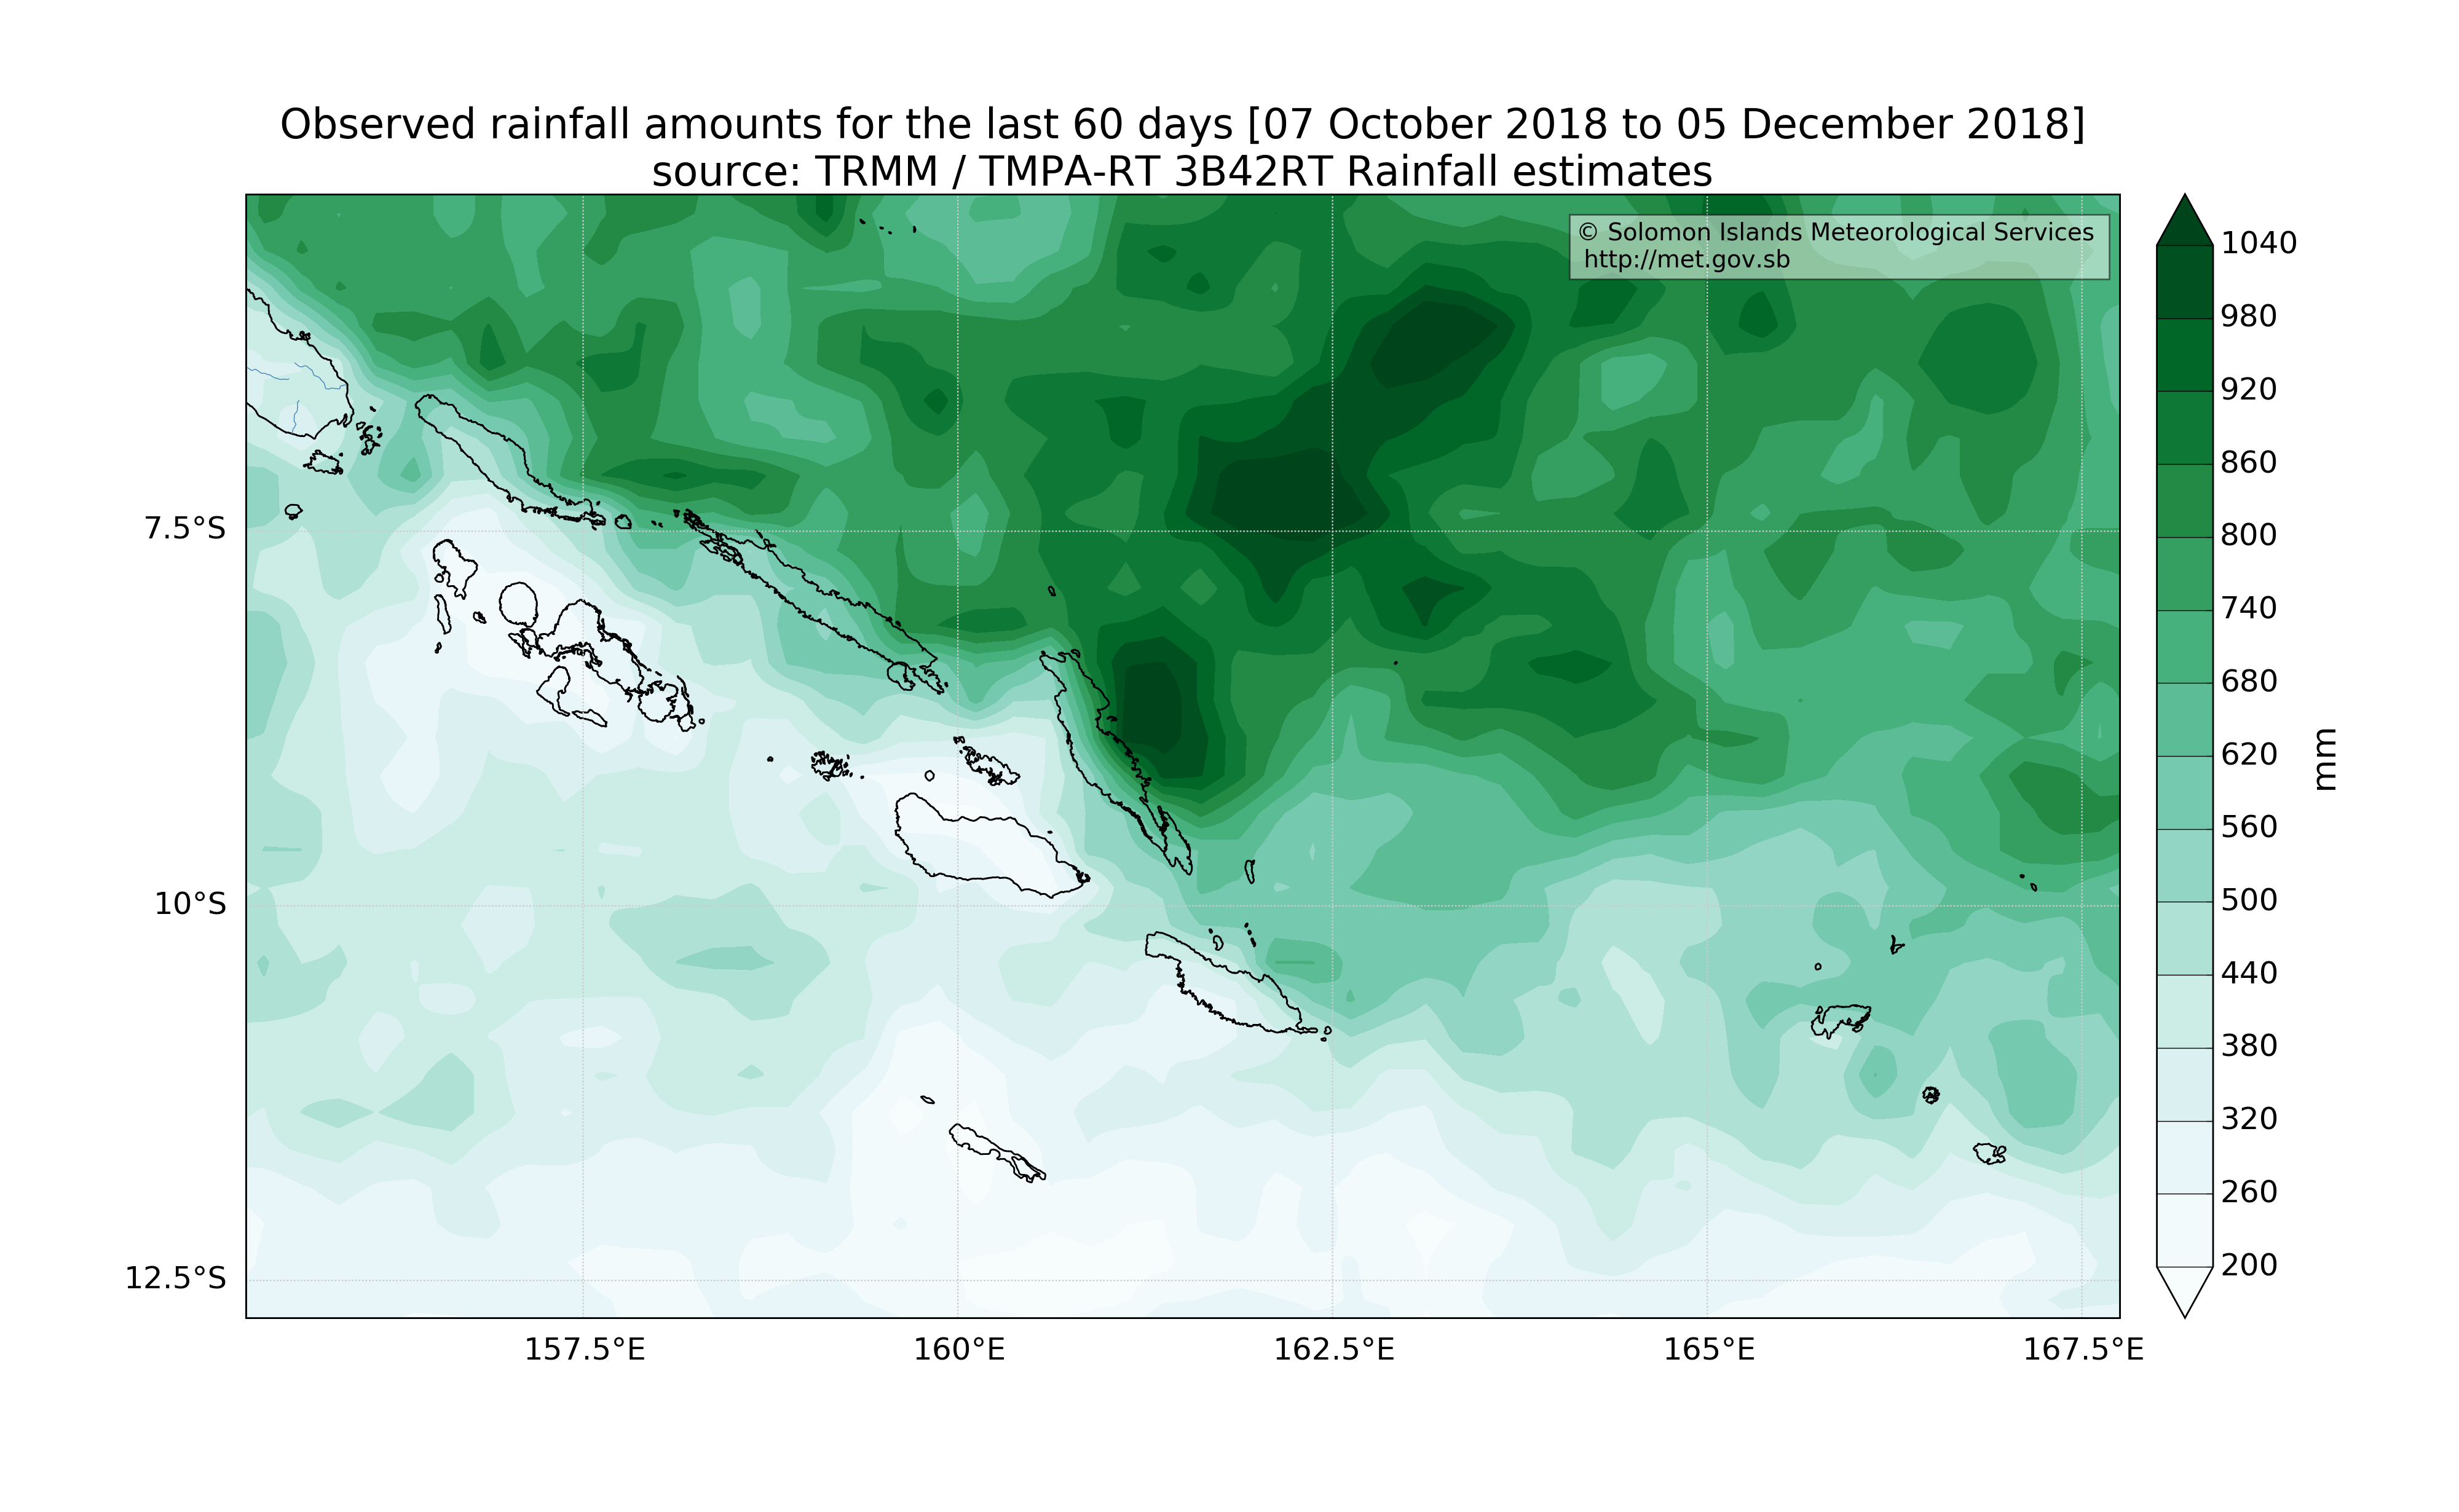 Observed rainfall amounts for the last 60 days [07 October 2018 to 05 December 2018]
source: TRMM / TMPA-RT 3B42RT Rainfall estimates
© Solomon Islands Meteorological Services
http://met.gov.sb
7.5°S
10°S
12.5°S
157.5°E
160°E
162.5°E
165°E
167.5°E
1040
980
920
860
800
740
680
620
560
500
440
380
320
260
200
mm